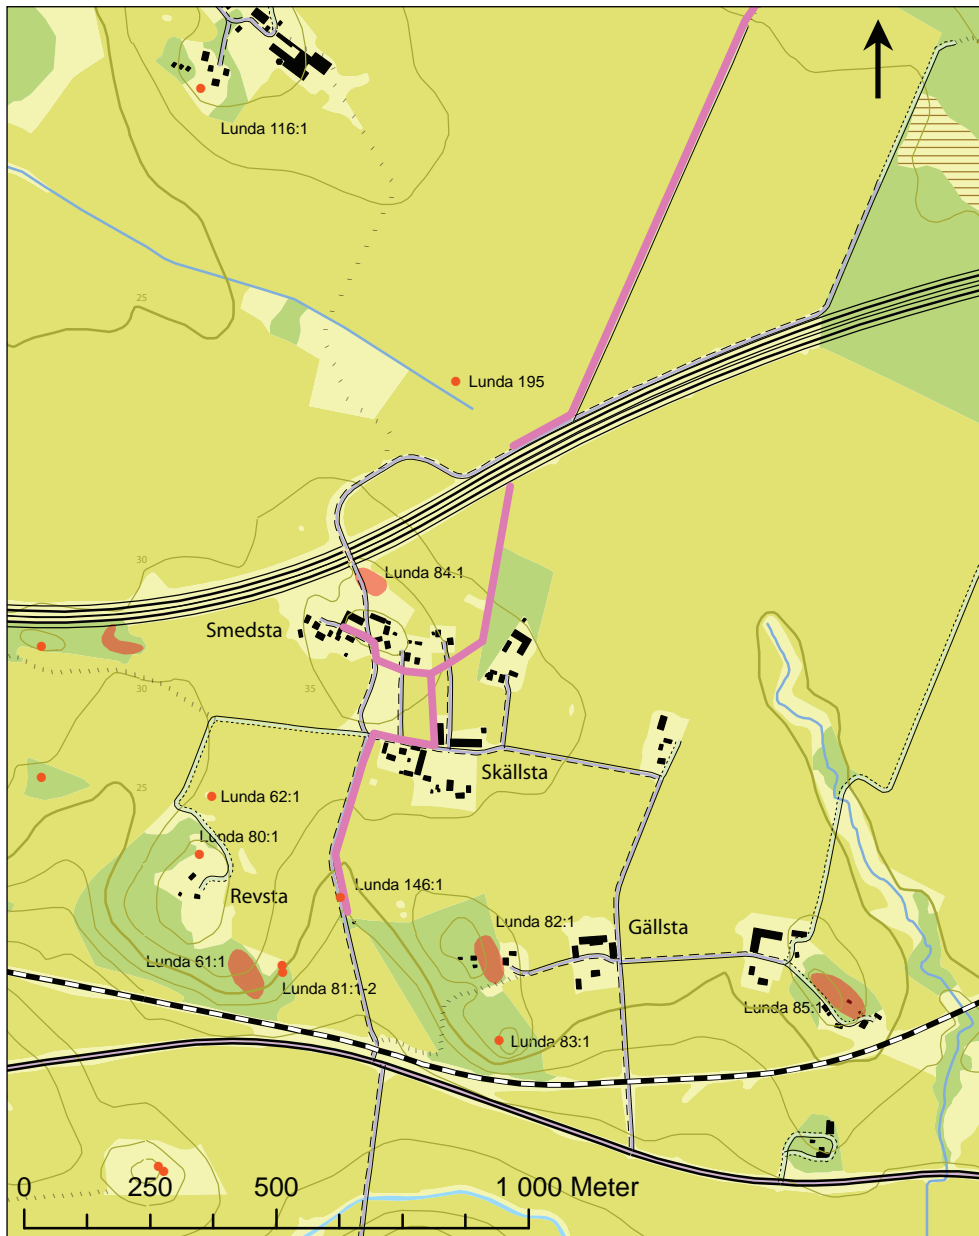 Lunda 116:1
25
Lunda 195
30
Lunda 84:1
Smedsta
30
35
Skällsta
25
Lunda 62:1
Lunda 80:1
Revsta
Lunda 146:1
Lunda 82:1
Gällsta
Lunda 61:1
Lunda 81:1-2
Lunda 85:1
Lunda 83:1
0 250 500 1 000 Meter